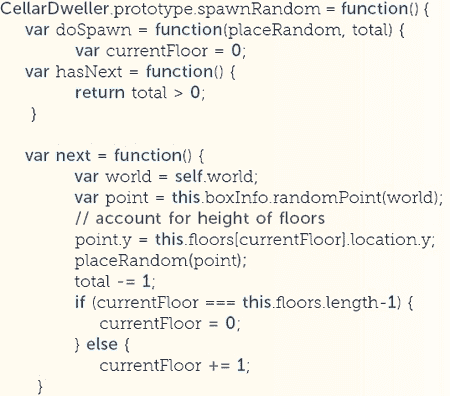 CellarDweller.prototype.spawnRandom = function() {
var doSpawn = function(placeRandom, total) {
var currentFloor = 0;
var hasNext = function() {
return total > 0;
}
var next = function() {
var world = self.world;
var point = this.boxInfo.randomPoint(world);
// account for height of floors
point.y = this.floors[currentFloor].location.y;
placeRandom(point);
total -= 1;
if (currentFloor === this.floors.length-1) {
currentFloor = 0;
} else {
currentFloor += 1;
}